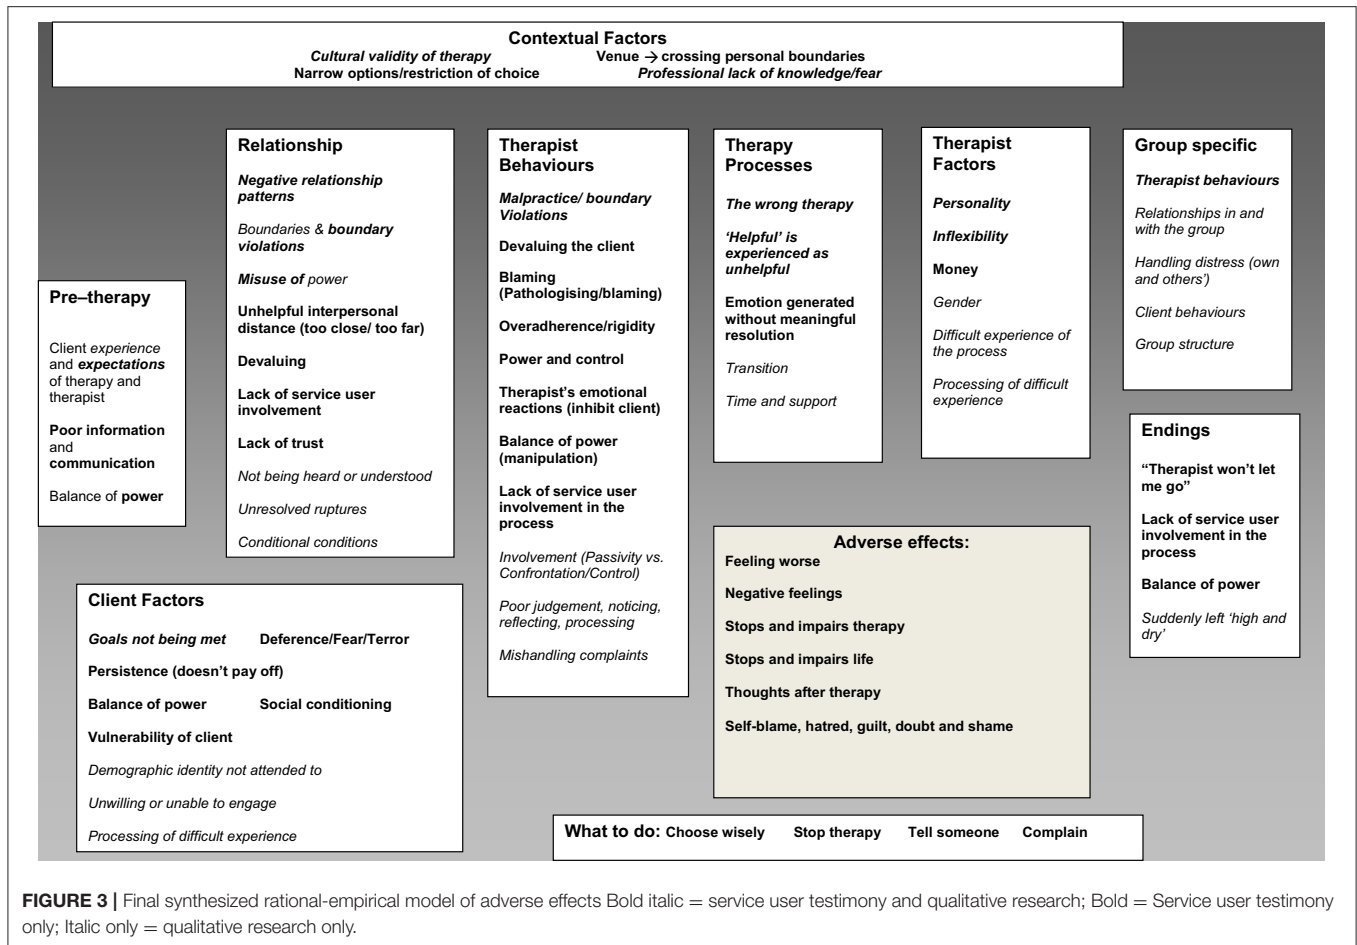 Contextual Factors
Cultural validity of therapy Venue → crossing personal boundaries
Narrow options/restriction of choice Professional lack of knowledge/fear
Pre–therapy
Client experience
and expectations
of therapy and
therapist
Poor information
and
communication
Balance of power
Relationship
Negative relationship
patterns
Boundaries & boundary
violations
Misuse of power
Unhelpful interpersonal
distance (too close/ too far)
Devaluing
Lack of service user
involvement
Lack of trust
Not being heard or understood
Unresolved ruptures
Conditional conditions
Therapist
Behaviours
Malpractice/ boundary
Violations
Devaluing the client
Blaming
(Pathologising/blaming)
Overadherence/rigidity
Power and control
Therapist's emotional
reactions (inhibit client)
Balance of power
(manipulation)
Lack of service user
involvement in the
process
Involvement (Passivity vs.
Confrontation/Control)
Poor judgement, noticing,
reflecting, processing
Mishandling complaints
Therapy
Processes
The wrong therapy
‘Helpful’ is
experienced as
unhelpful
Emotion generated
without meaningful
resolution
Transition
Time and support
Therapist
Factors
Personality
Inflexibility
Money
Gender
Difficult experience of
the process
Processing of difficult
experience
Group specific
Therapist behaviours
Relationships in and
with the group
Handling distress (own
and others’)
Client behaviours
Group structure
Endings
“Therapist won’t let
me go”
Lack of service user
involvement in the
process
Balance of power
Suddenly left ‘high and
dry’
Client Factors
Goals not being met Deference/Fear/Terror
Persistence (doesn’t pay off)
Balance of power Social conditioning
Vulnerability of client
Demographic identity not attended to
Unwilling or unable to engage
Processing of difficult experience
Adverse effects:
Feeling worse
Negative feelings
Stops and impairs therapy
Stops and impairs life
Thoughts after therapy
Self-blame, hatred, guilt, doubt and shame
What to do: Choose wisely Stop therapy Tell someone Complain
FIGURE 3 | Final synthesized rational-empirical model of adverse effects Bold italic = service user testimony and qualitative research; Bold = Service user testimony
only; Italic only = qualitative research only.